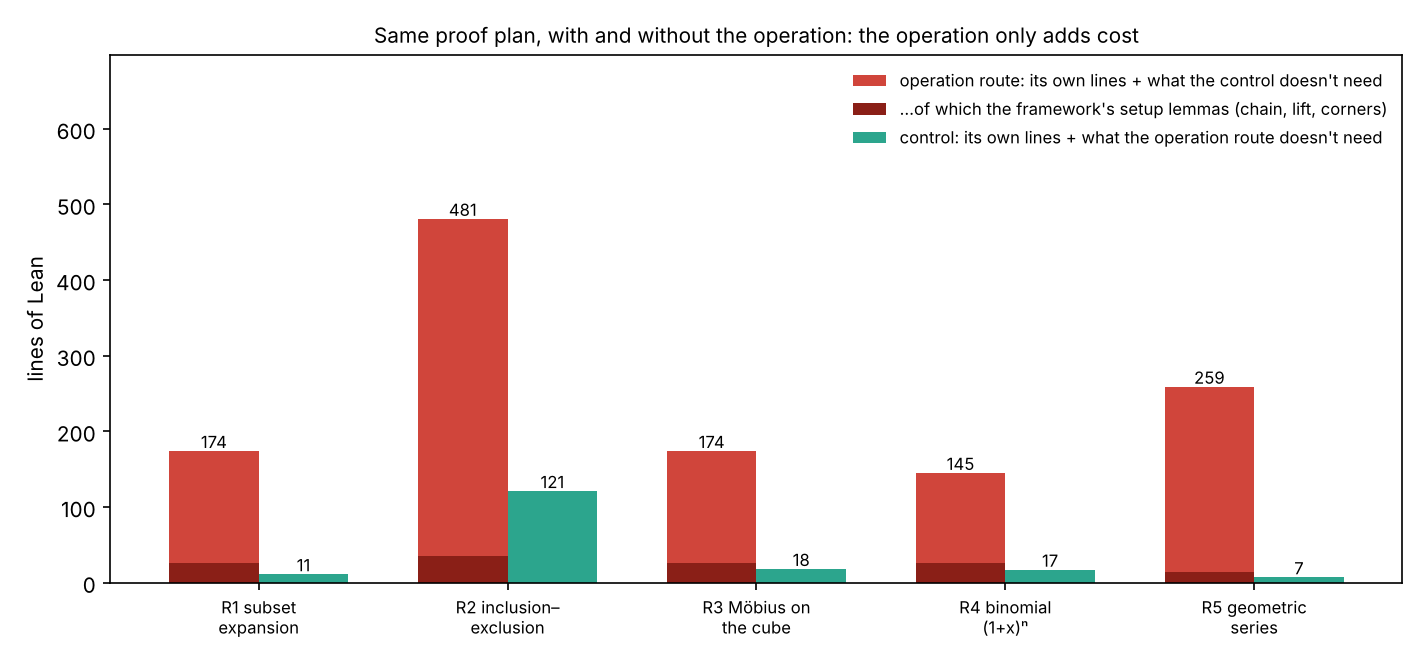 Same proof plan, with and without the operation: the operation only adds cost
operation route: its own lines + what the control doesn't need
...of which the framework's setup lemmas (chain, lift, corners)
control: its own lines + what the operation route doesn't need
lines of Lean
600
500
400
300
200
100
0
174
11
481
121
174
18
145
17
259
7
R1 subset
expansion
R2 inclusion–
exclusion
R3 Möbius on
the cube
R4 binomial
(1+x)ⁿ
R5 geometric
series